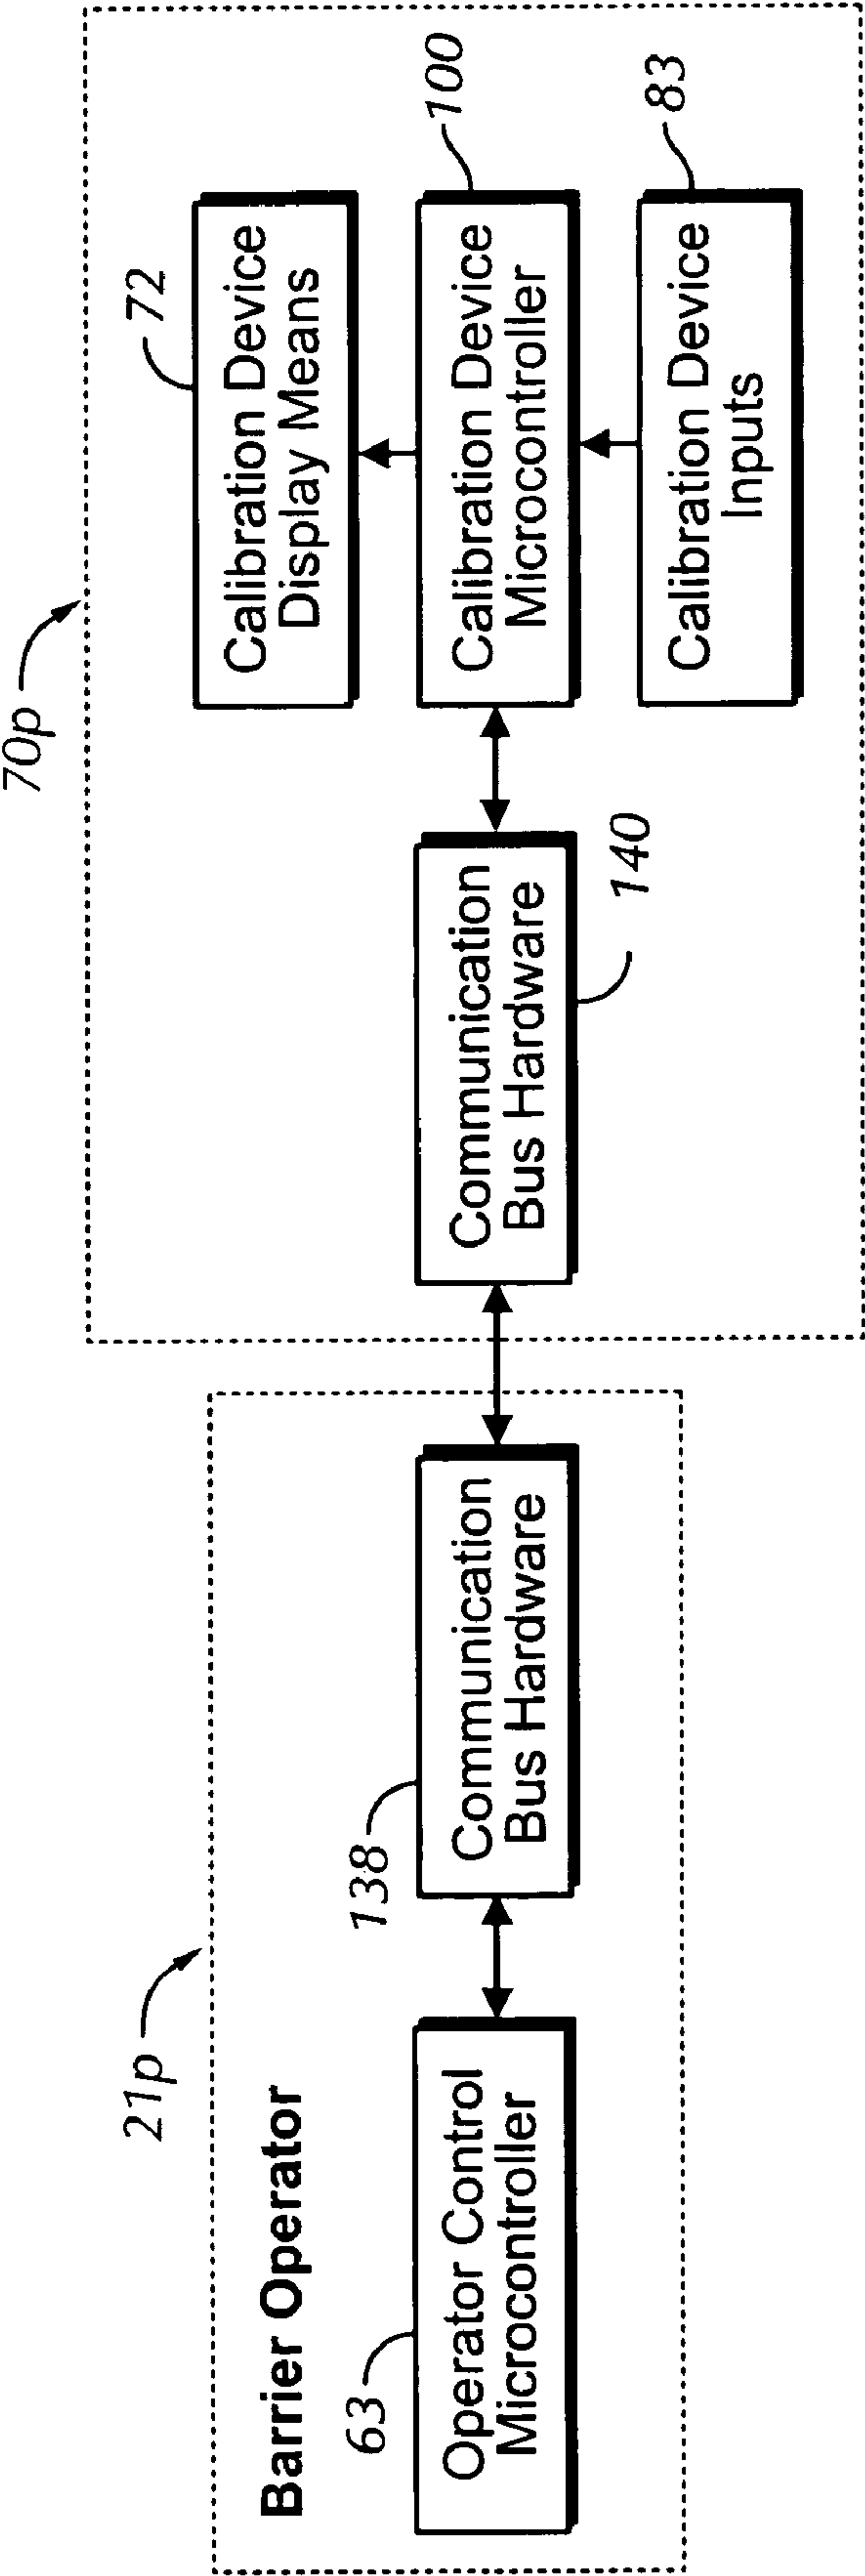 70p
72
Calibration Device
Display Means
100
Calibration Device
Microcontroller
83
Calibration Device
Inputs
140
Communication
Bus Hardware
21p
Barrier Operator
138
Communication
Bus Hardware
63
Operator Control
Microcontroller